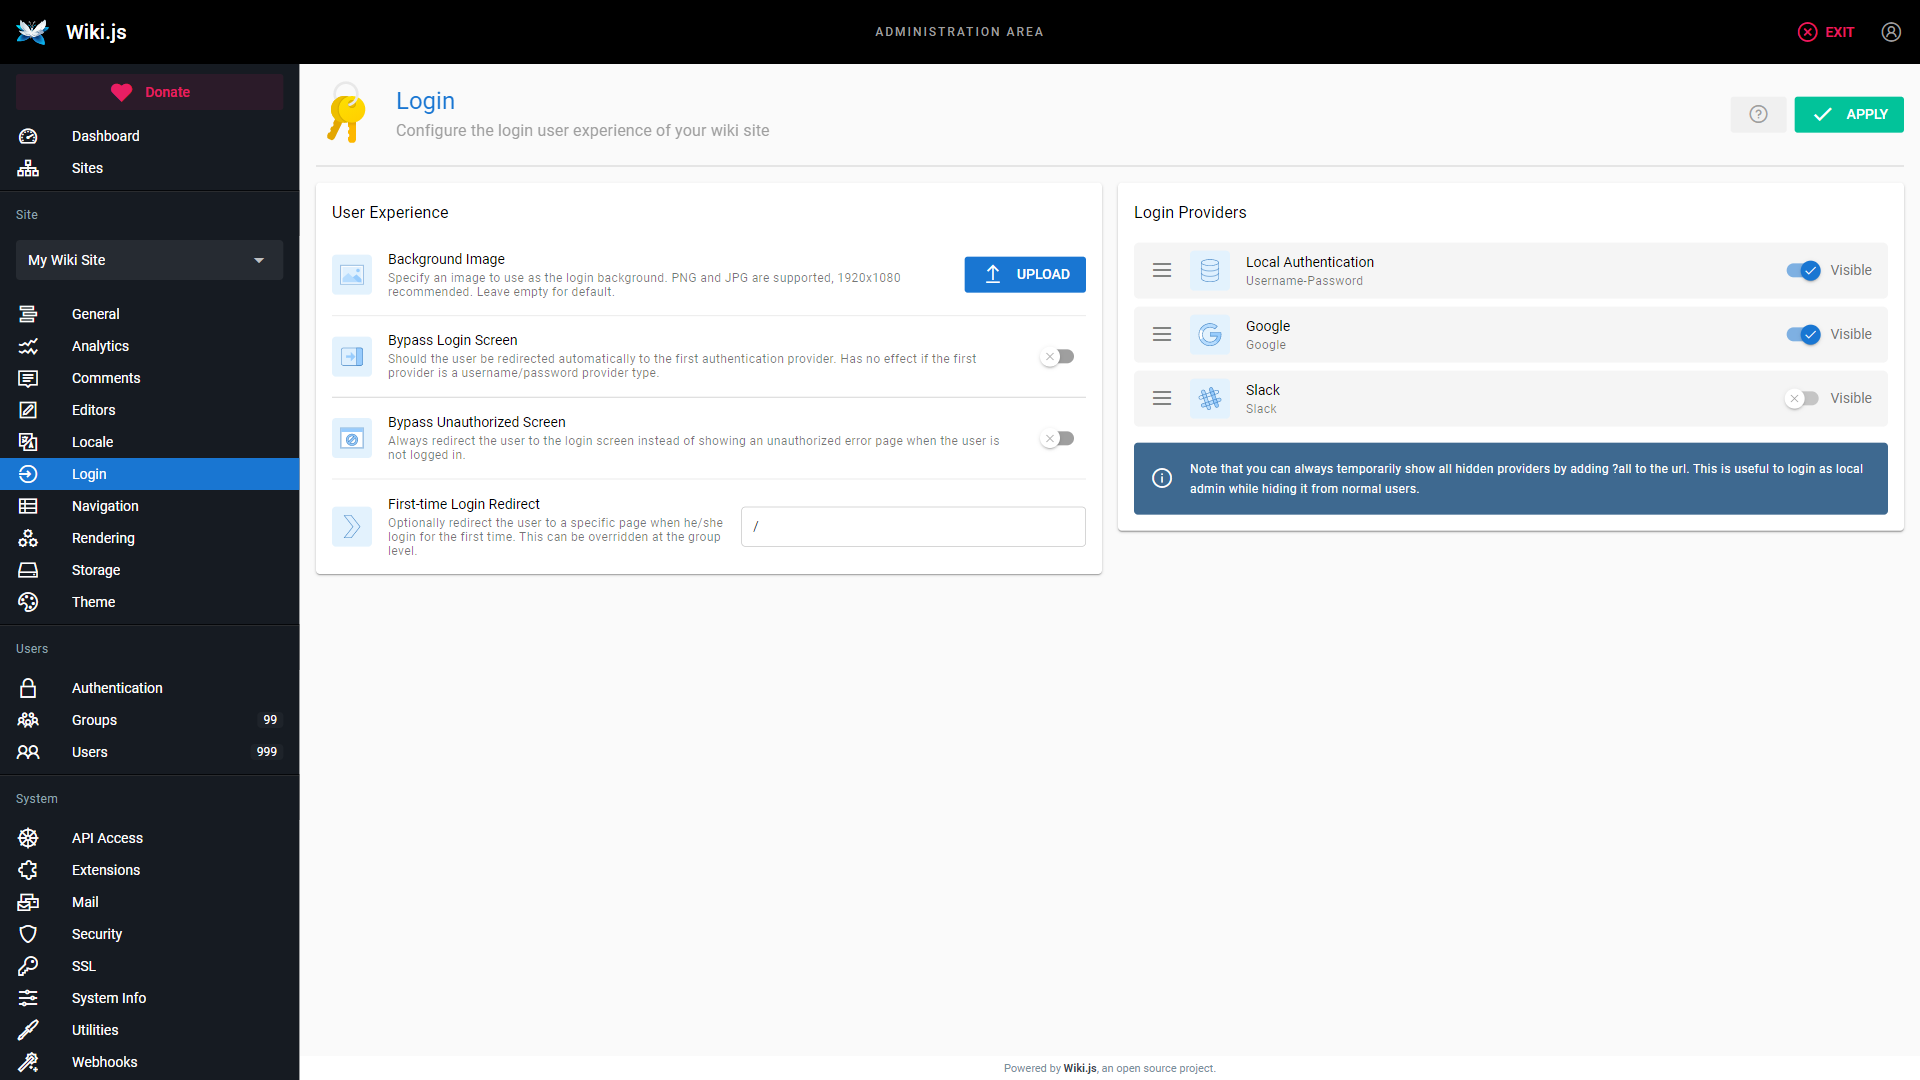 Wiki.js
ADMINISTRATION AREA
EXIT
Donate
Dashboard
Sites
Site
My Wiki Site
General
Analytics
Comments
Editors
Locale
Login
Navigation
Rendering
Storage
Theme
Users
Authentication
Groups 99
Users 999
System
API Access
Extensions
Mail
Security
SSL
System Info
Utilities
Webhooks
Login
Configure the login user experience of your wiki site
APPLY
User Experience
Background Image
Specify an image to use as the login background. PNG and JPG are supported, 1920x1080
recommended. Leave empty for default.
UPLOAD
Bypass Login Screen
Should the user be redirected automatically to the first authentication provider. Has no effect if the first
provider is a username/password provider type.
Bypass Unauthorized Screen
Always redirect the user to the login screen instead of showing an unauthorized error page when the user is
not logged in.
First-time Login Redirect
Optionally redirect the user to a specific page when he/she
login for the first time. This can be overridden at the group
level.
/
Login Providers
Local Authentication
Username-Password
Visible
Google
Google
Visible
Slack
Slack
Visible
Note that you can always temporarily show all hidden providers by adding ?all to the url. This is useful to login as local
admin while hiding it from normal users.
Powered by Wiki.js, an open source project.